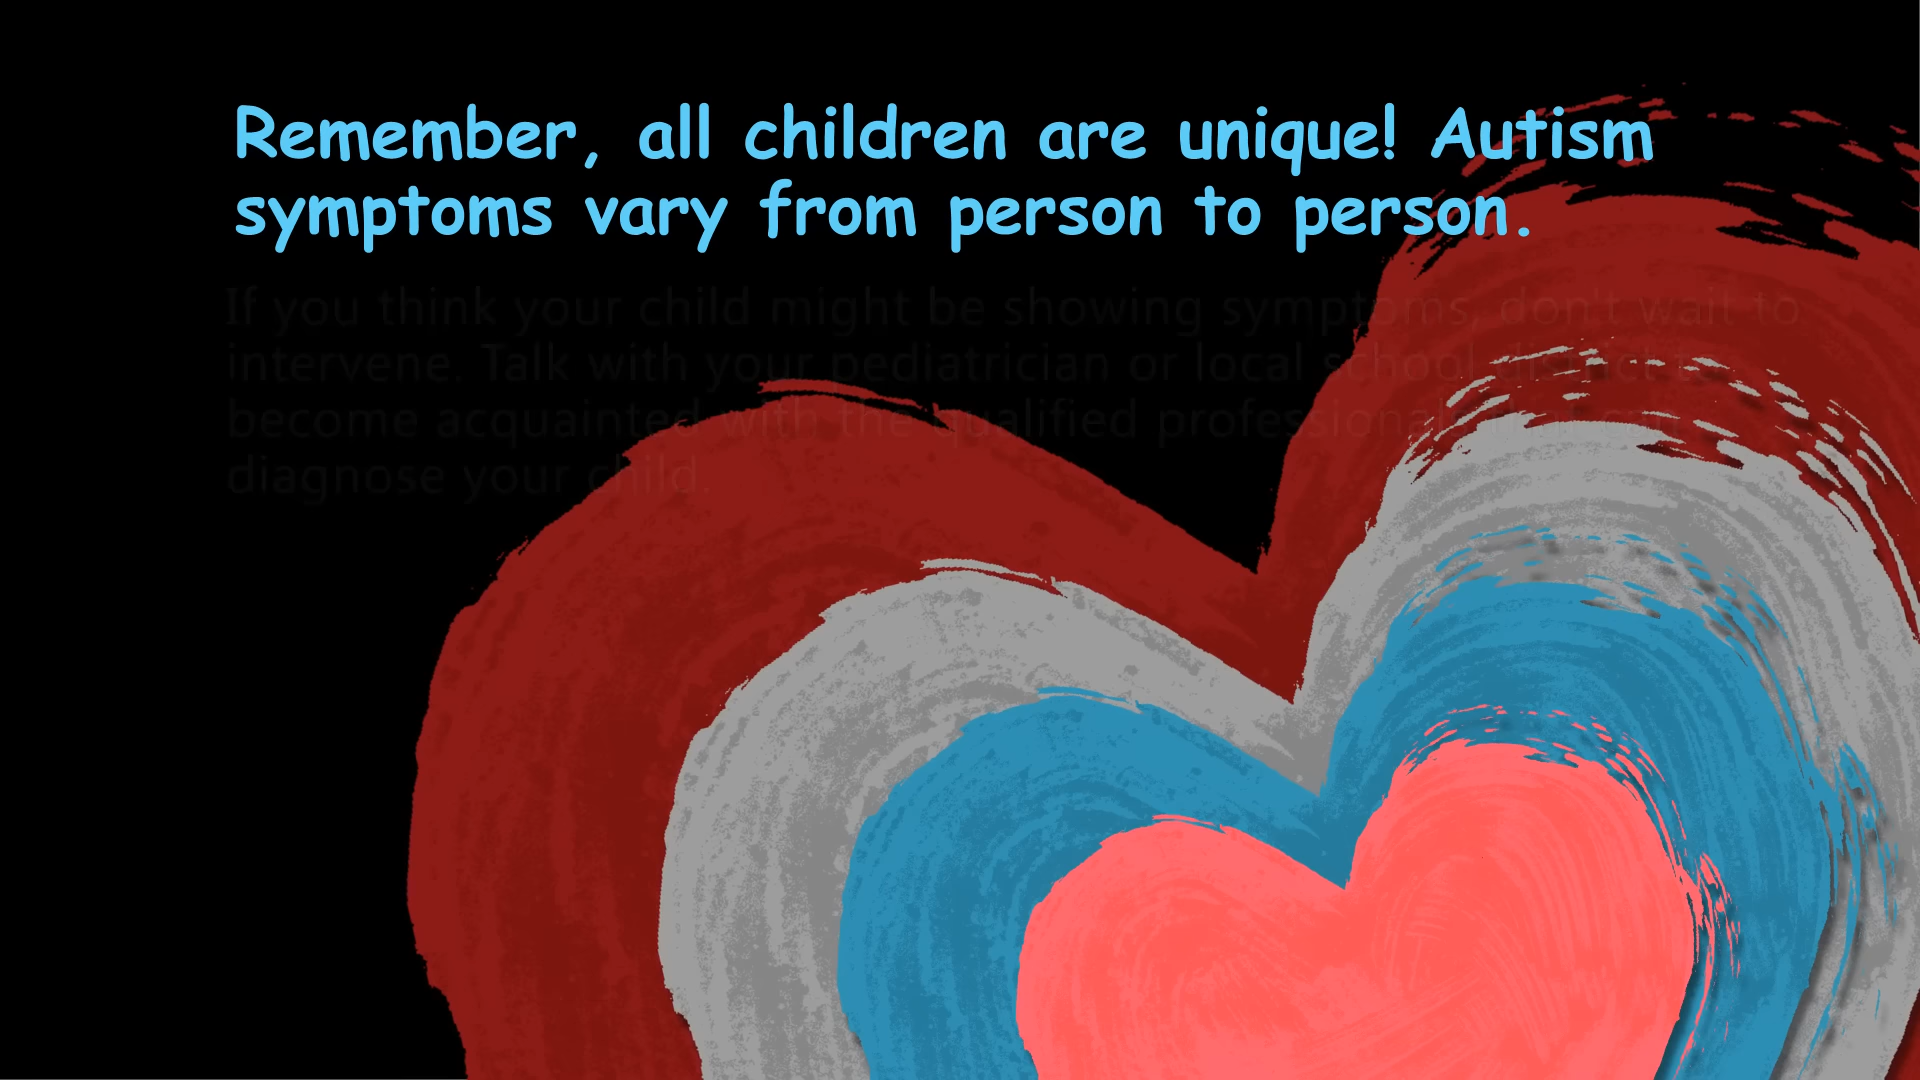 Remember, all children are unique! Autism
symptoms vary from person to person.
If you think your child might be showing symptoms, don't wait to
intervene. Talk with your pediatrician or local school district to
become acquainted with the qualified professionals that can
diagnose your child.